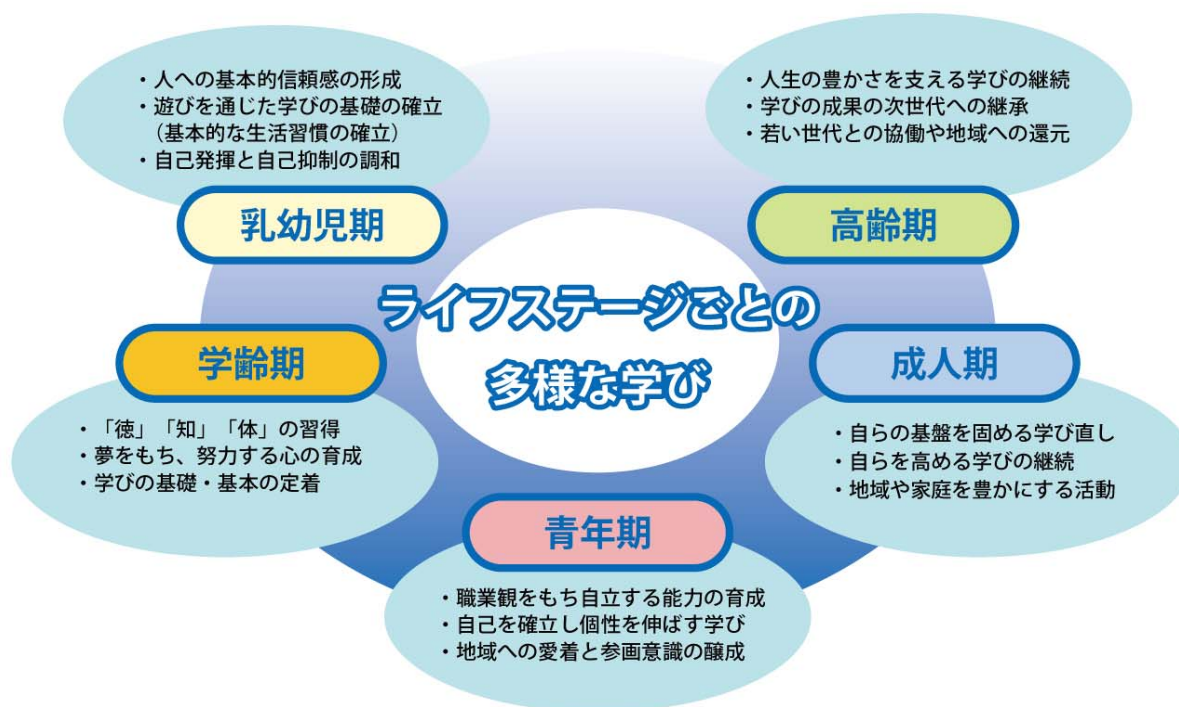 ・人への基本的信頼感の形成
・遊びを通じた学びの基礎の確立
（基本的な生活習慣の確立）
・自己発揮と自己抑制の調和
乳幼児期
・人生の豊かさを支える学びの継続
・学びの成果の次世代への継承
・若い世代との協働や地域への還元
高齢期
ライフステージごとの
多様な学び
学齢期
・「徳」「知」「体」の習得
・夢をもち、努力する心の育成
・学びの基礎・基本の定着
成人期
・自らの基盤を固める学び直し
・自らを高める学びの継続
・地域や家庭を豊かにする活動
青年期
・職業観をもち自立する能力の育成
・自己を確立し個性を伸ばす学び
・地域への愛着と参画意識の醸成